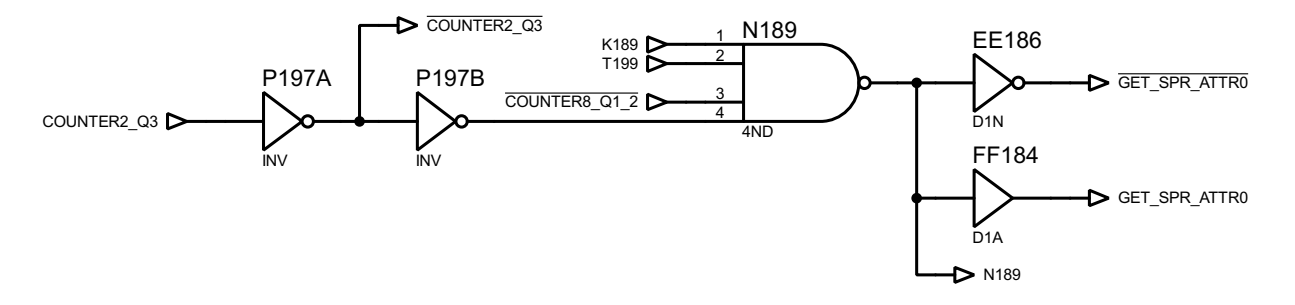 COUNTER2_Q3
N189
K189
1
T199
2
EE186
P197A
P197B
COUNTER8_Q1_2
3
GET_SPR_ATTR0
COUNTER2_Q3
4
4ND
D1N
INV
INV
FF184
GET_SPR_ATTR0
D1A
N189